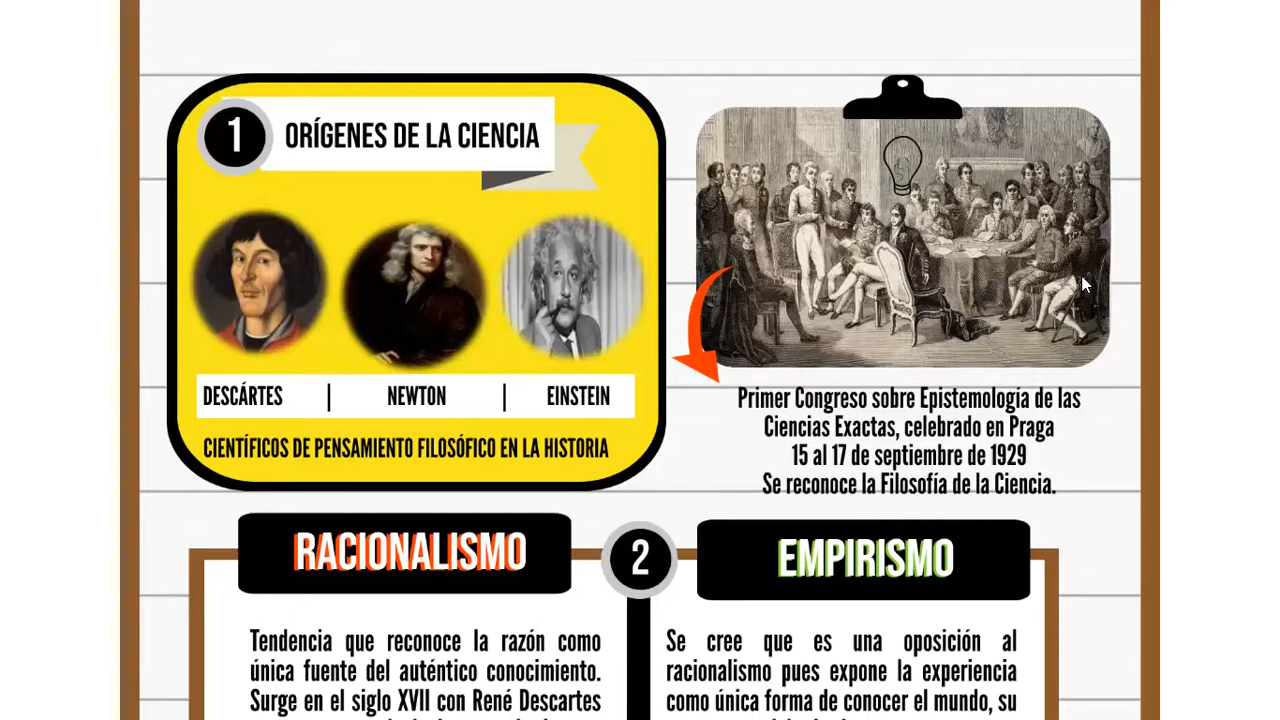 1
ORÍGENES DE LA CIENCIA
DESCÁRTES | NEWTON | EINSTEIN
CIENTÍFICOS DE PENSAMIENTO FILOSÓFICO EN LA HISTORIA
Primer Congreso sobre Epistemología de las
Ciencias Exactas, celebrado en Praga
15 al 17 de septiembre de 1929
Se reconoce la Filosofía de la Ciencia.
RACIONALISMO
2
EMPIRISMO
Tendencia que reconoce la razón como
única fuente del auténtico conocimiento.
Surge en el siglo XVII con René Descartes
Se cree que es una oposición al
racionalismo pues expone la experiencia
como única forma de conocer el mundo, su